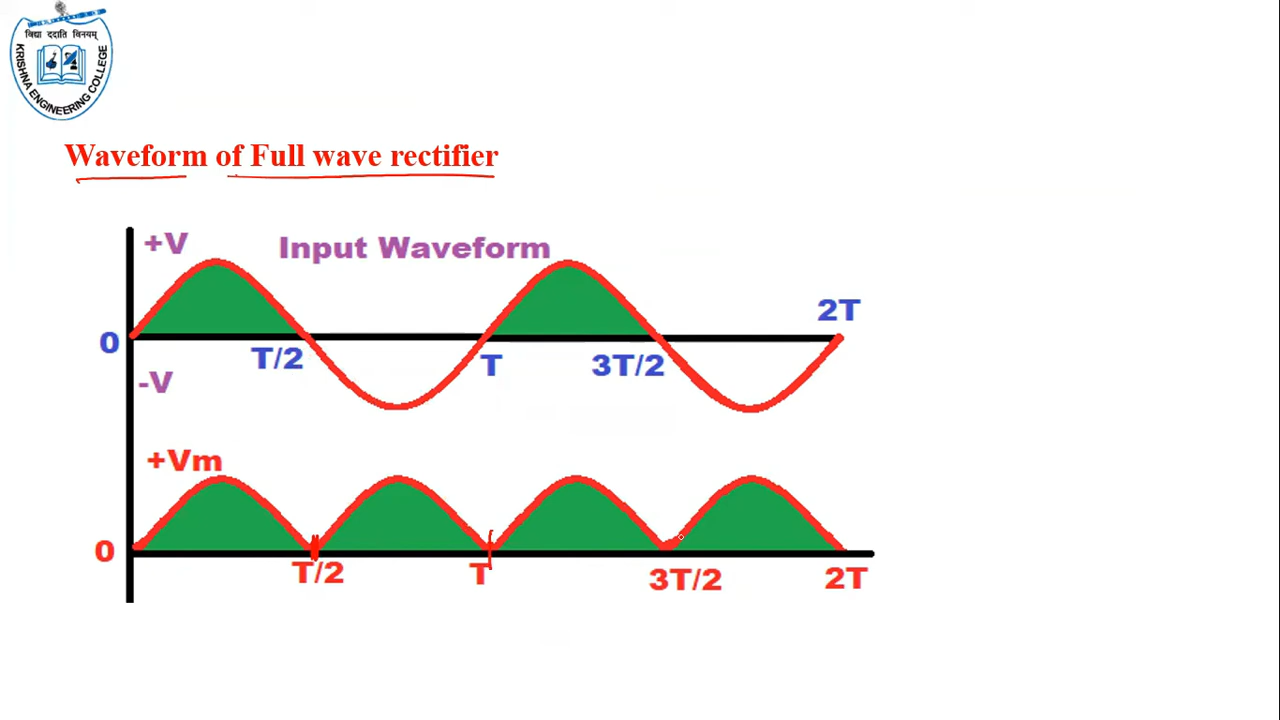 विद्या ददाति विनयम्
KRISHNA ENGINEERING COLLEGE
Waveform of Full wave rectifier
+V
Input Waveform
2T
0
T/2
T
3T/2
-V
+Vm
0
T/2
T
3T/2
2T